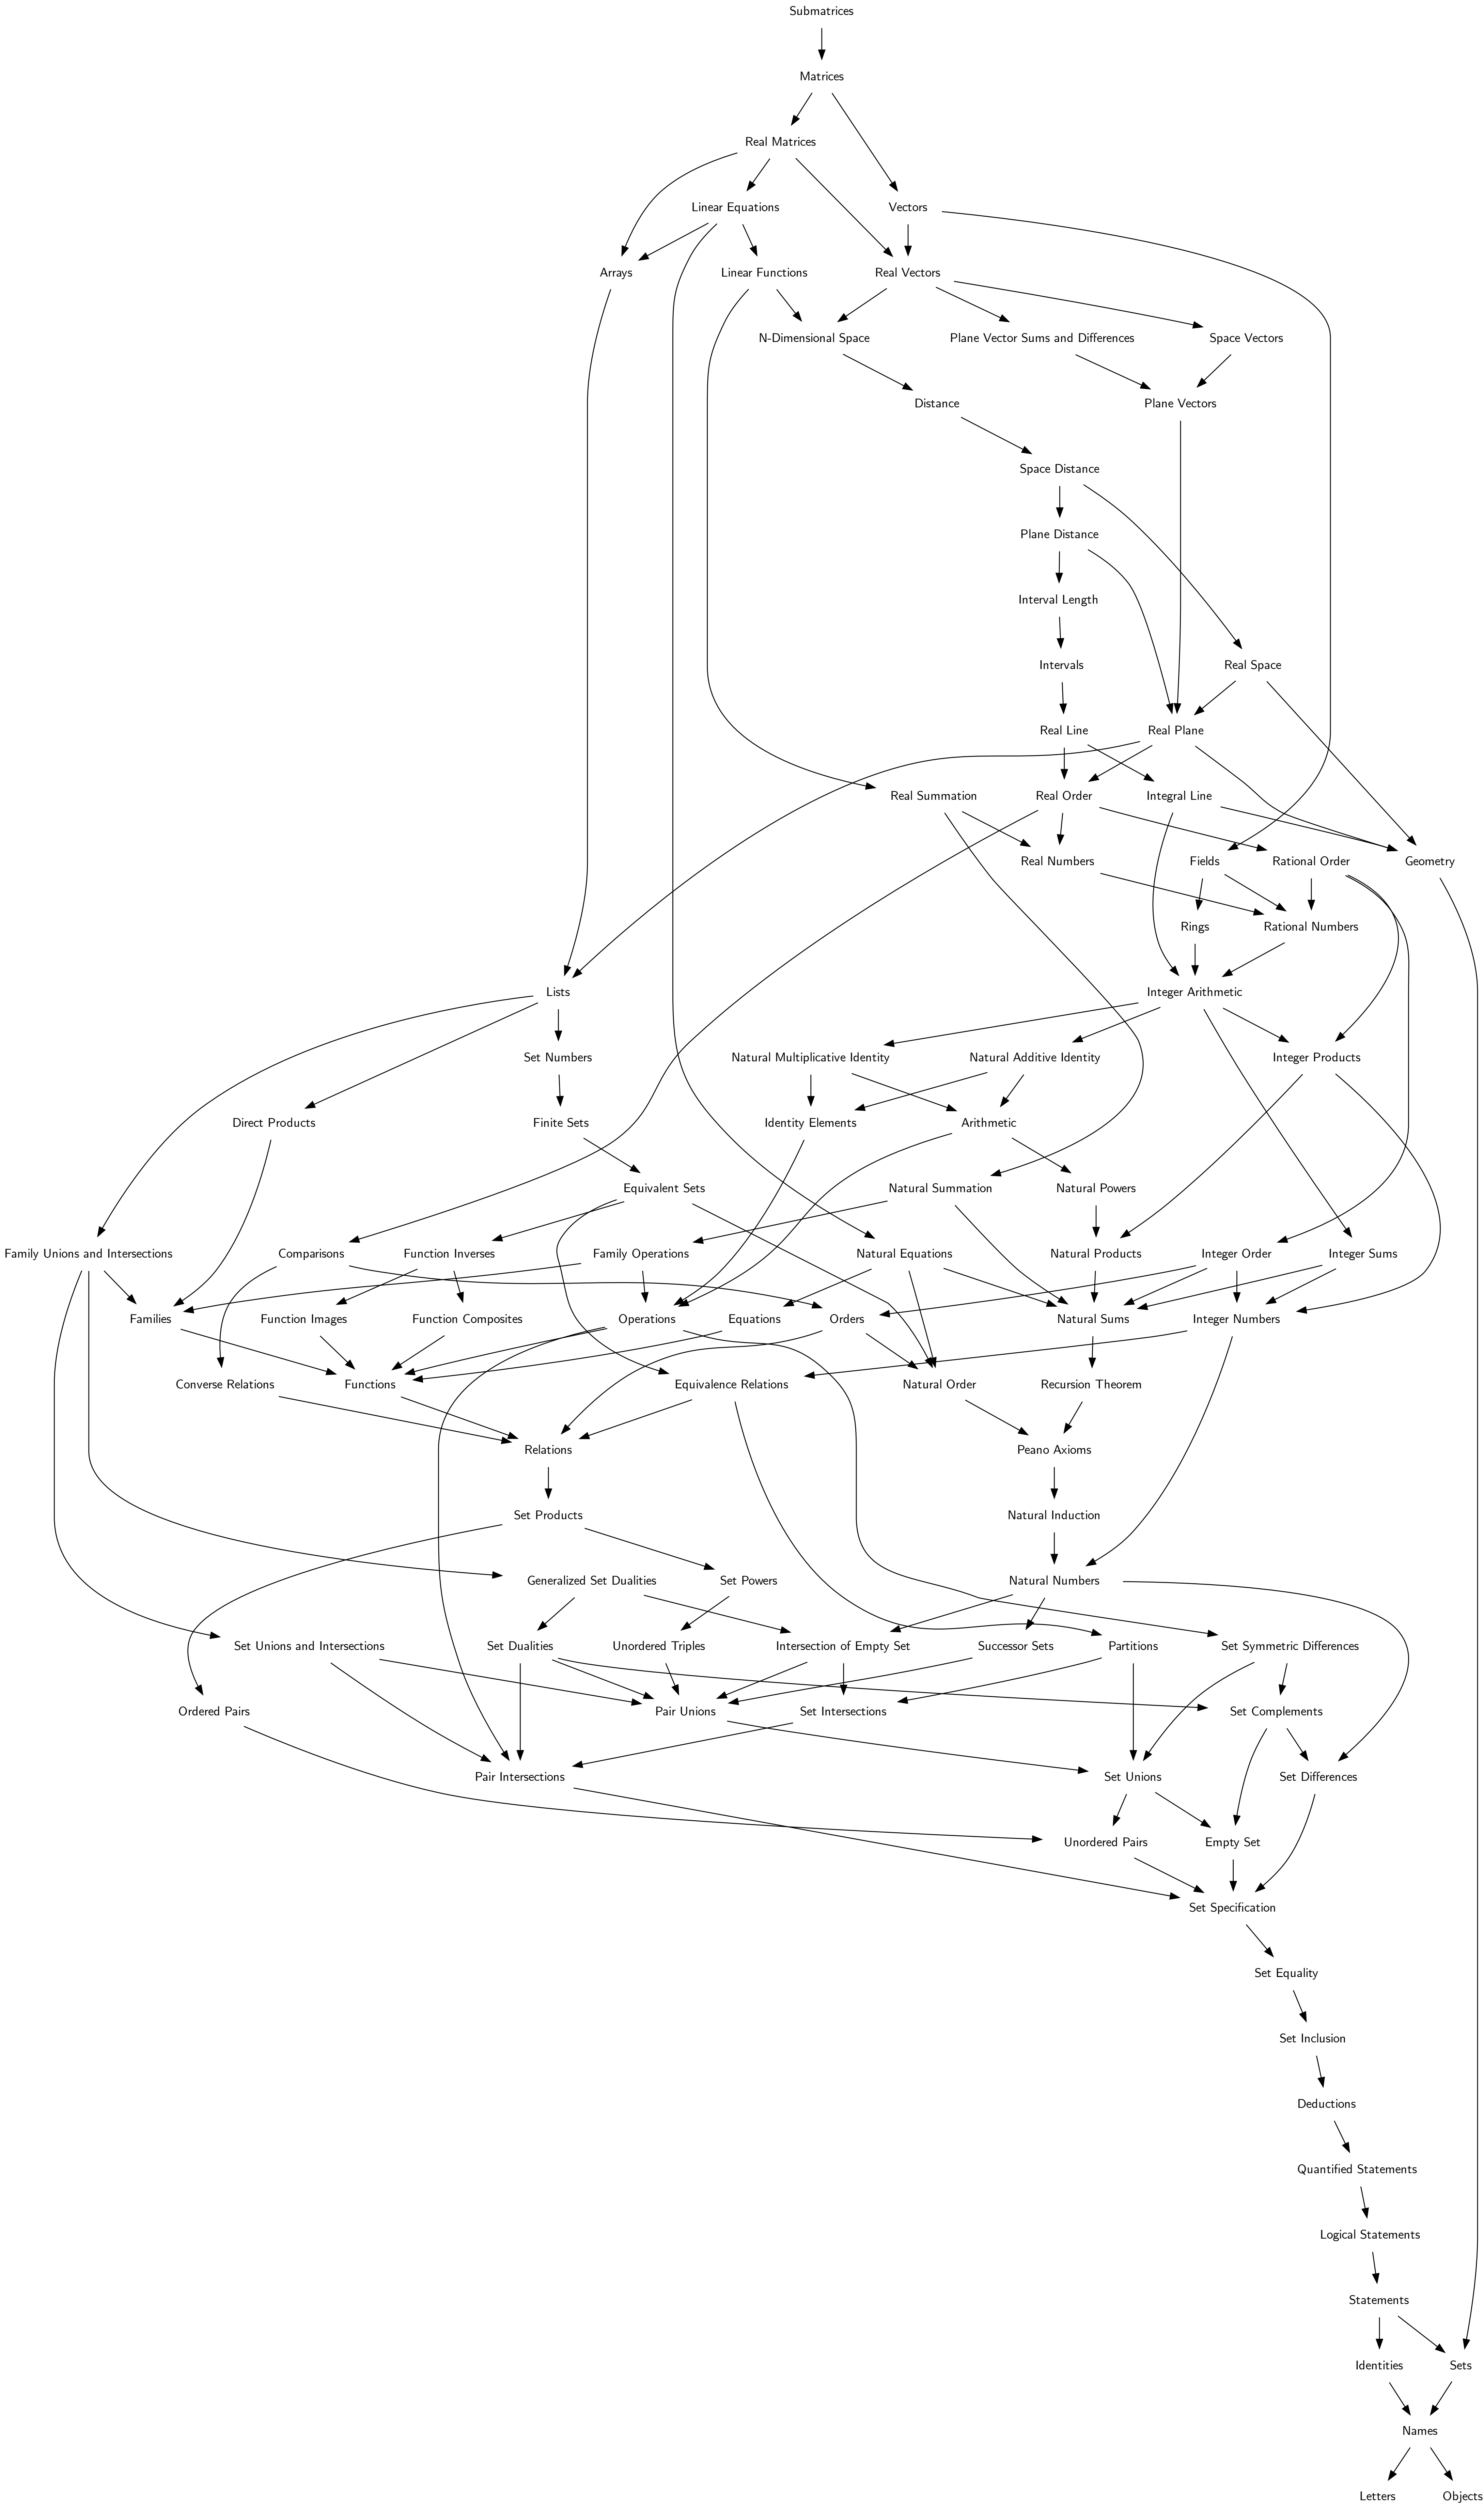 Submatrices
Matrices
Real Matrices
Linear Equations
Vectors
Arrays
Linear Functions
Real Vectors
N-Dimensional Space
Plane Vector Sums and Differences
Space Vectors
Distance
Plane Vectors
Space Distance
Plane Distance
Interval Length
Intervals
Real Space
Real Line
Real Plane
Real Summation
Real Order
Integral Line
Real Numbers
Fields
Rational Order
Geometry
Rings
Rational Numbers
Lists
Integer Arithmetic
Set Numbers
Natural Multiplicative Identity
Natural Additive Identity
Integer Products
Direct Products
Finite Sets
Identity Elements
Arithmetic
Equivalent Sets
Natural Summation
Natural Powers
Family Unions and Intersections
Comparisons
Function Inverses
Family Operations
Natural Equations
Natural Products
Integer Order
Integer Sums
Families
Function Images
Function Composites
Operations
Equations
Orders
Natural Sums
Integer Numbers
Converse Relations
Functions
Equivalence Relations
Natural Order
Recursion Theorem
Relations
Peano Axioms
Set Products
Natural Induction
Generalized Set Dualities
Set Powers
Natural Numbers
Set Unions and Intersections
Set Dualities
Unordered Triples
Intersection of Empty Set
Successor Sets
Partitions
Set Symmetric Differences
Ordered Pairs
Pair Unions
Set Intersections
Set Complements
Pair Intersections
Set Unions
Set Differences
Unordered Pairs
Empty Set
Set Specification
Set Equality
Set Inclusion
Deductions
Quantified Statements
Logical Statements
Statements
Identities
Sets
Names
Letters
Objects